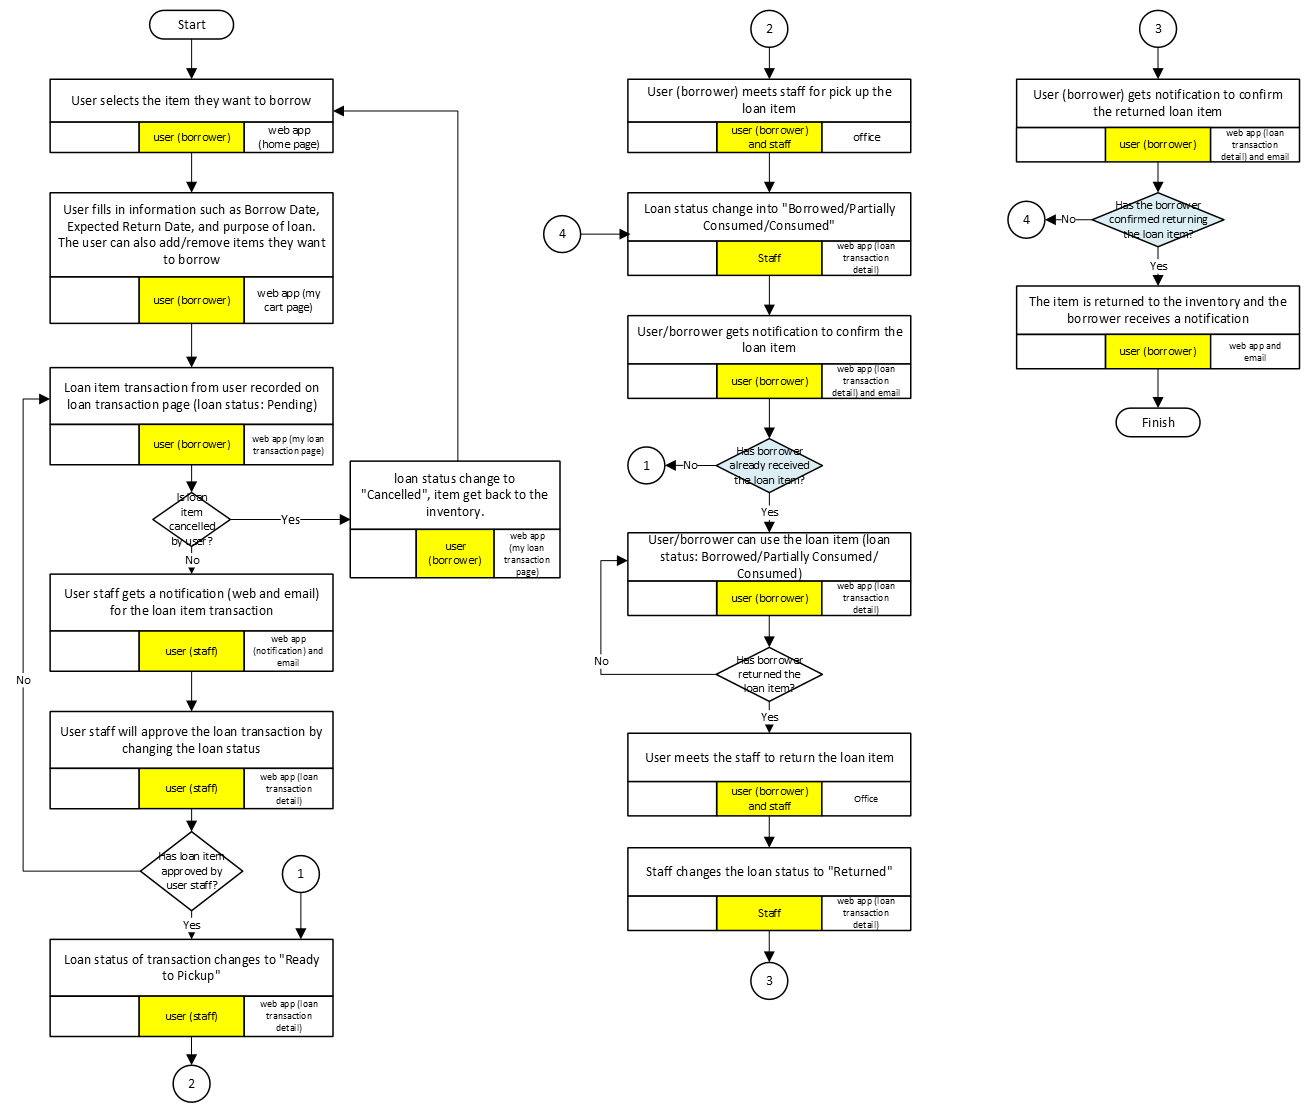 Start
User selects the item they want to borrow
user (borrower)
web app
(home page)
User fills in information such as Borrow Date,
Expected Return Date, and purpose of loan.
The user can also add/remove items they want
to borrow
user (borrower)
web app (my
cart page)
Loan item transaction from user recorded on
loan transaction page (loan status: Pending)
user (borrower)
web app (my loan
transaction page)
Is loan
item
cancelled
by user?
Yes
No
loan status change to
"Cancelled", item get back to the
inventory.
user
(borrower)
web app
(my loan
transaction
page)
User staff gets a notification (web and email)
for the loan item transaction
user (staff)
web app
(notification) and
email
No
User staff will approve the loan transaction by
changing the loan status
user (staff)
web app (loan
transaction
detail)
Has loan item
approved by
user staff?
1
Yes
Loan status of transaction changes to "Ready
to Pickup"
user (staff)
web app (loan
transaction
detail)
2
2
User (borrower) meets staff for pick up the
loan item
user (borrower)
and staff
office
4
Loan status change into "Borrowed/Partially
Consumed/Consumed"
Staff
web app (loan
transaction
detail)
User/borrower gets notification to confirm the
loan item
user (borrower)
web app (loan
transaction
detail) and email
Has borrower
already received
the loan item?
No
1
Yes
User/borrower can use the loan item (loan
status: Borrowed/Partially Consumed/
Consumed)
user (borrower)
web app (loan
transaction
detail)
Has borrower
returned the
loan item?
No
Yes
User meets the staff to return the loan item
user (borrower)
and staff
Office
Staff changes the loan status to "Returned"
Staff
web app (loan
transaction
detail)
3
3
User (borrower) gets notification to confirm
the returned loan item
user (borrower)
web app (loan
transaction
detail) and email
Has the borrower
confirmed returning
the loan item?
No
4
Yes
The item is returned to the inventory and the
borrower receives a notification
user (borrower)
web app and
email
Finish